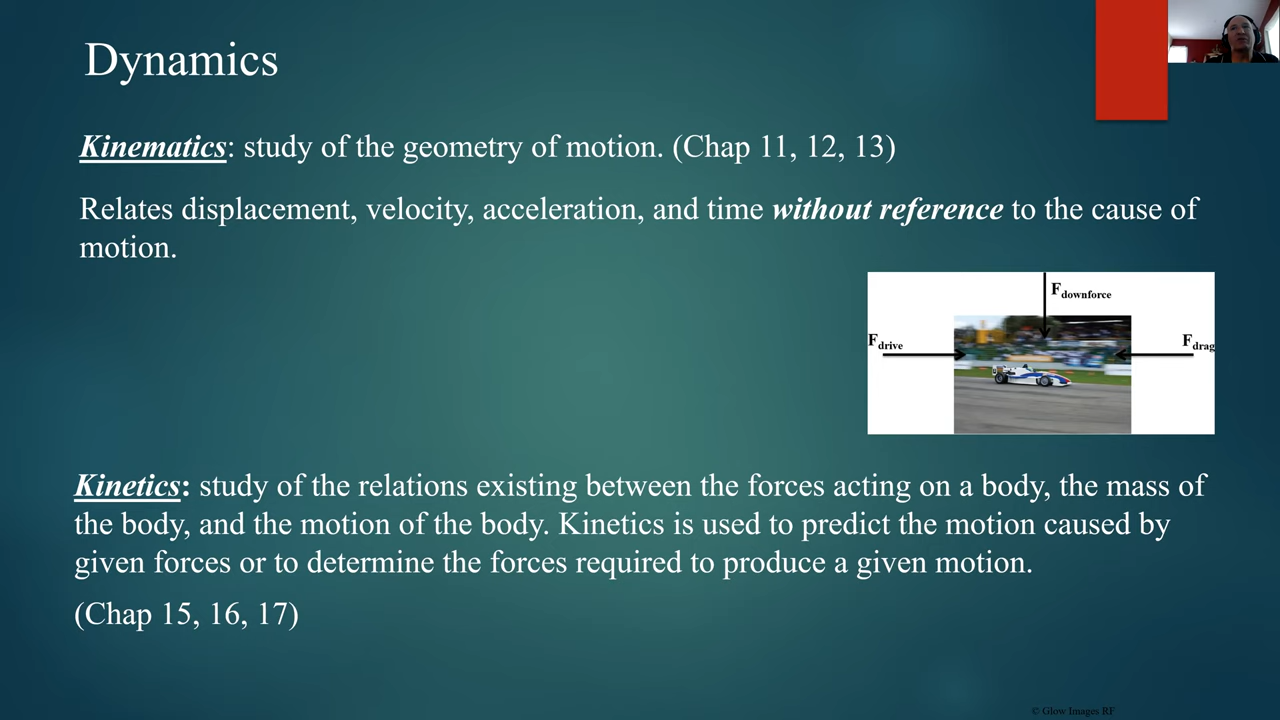 Dynamics
Kinematics: study of the geometry of motion. (Chap 11, 12, 13)
Relates displacement, velocity, acceleration, and time without reference to the cause of
motion.
Fdownforce
Fdrive
Fdrag
Kinetics: study of the relations existing between the forces acting on a body, the mass of
the body, and the motion of the body. Kinetics is used to predict the motion caused by
given forces or to determine the forces required to produce a given motion.
(Chap 15, 16, 17)
© Glow Images RF